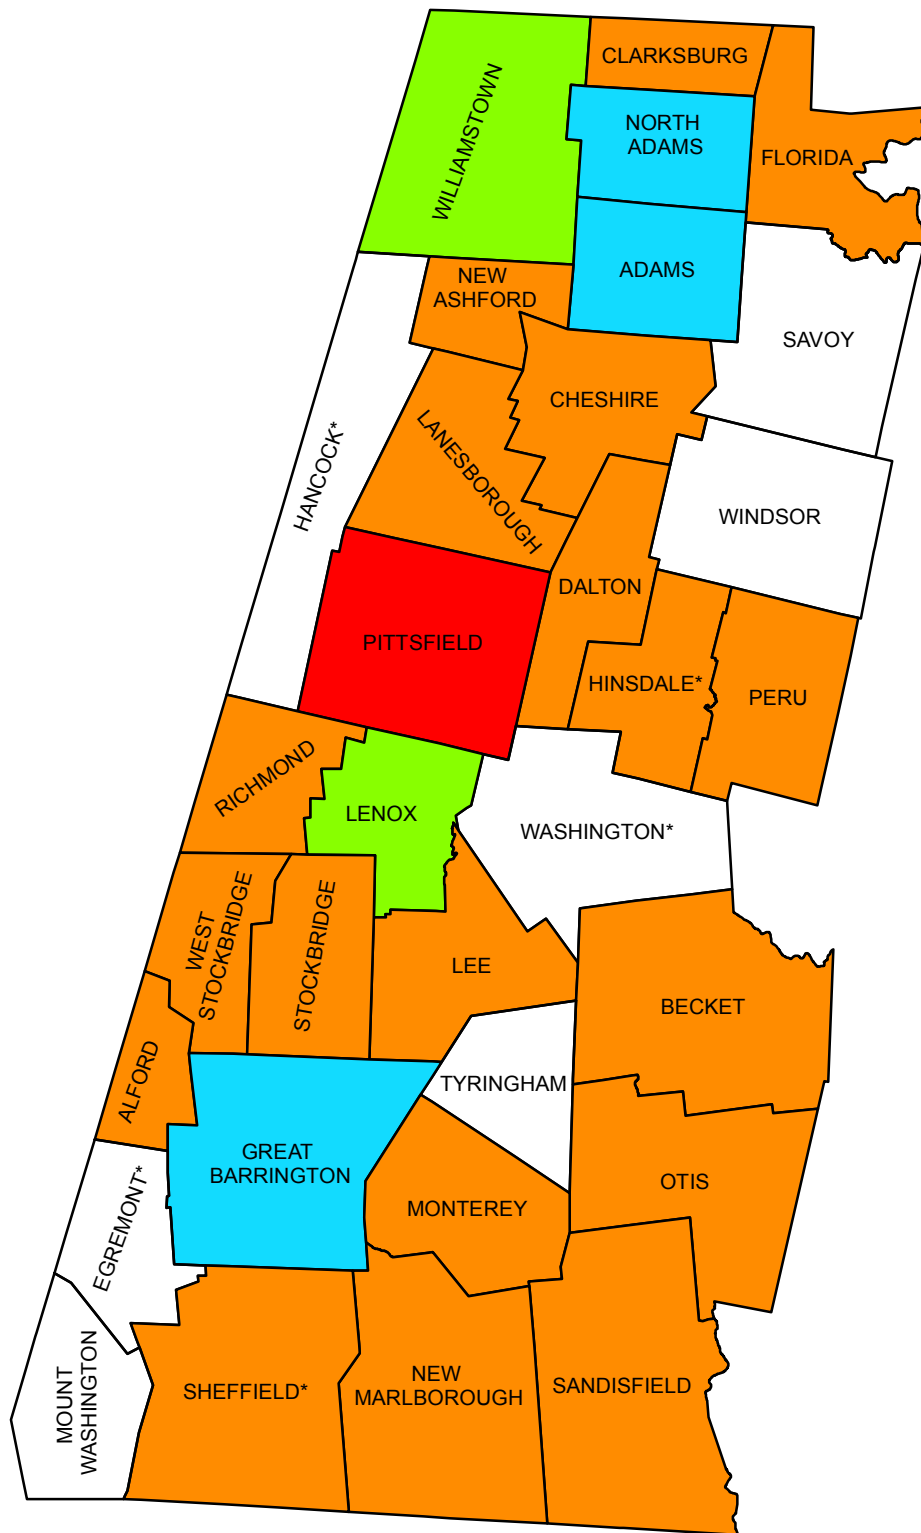 CLARKSBURG
WILLIAMSTOWN
NORTH
ADAMS
FLORIDA
ADAMS
NEW
ASHFORD
SAVOY
CHESHIRE
HANCOCK*
LANESBOROUGH
WINDSOR
DALTON
PITTSFIELD
HINSDALE*
PERU
RICHMOND
LENOX
WASHINGTON*
WEST
STOCKBRIDGE
STOCKBRIDGE
LEE
BECKET
ALFORD
TYRINGHAM
GREAT
BARRINGTON
OTIS
MONTEREY
EGREMONT*
MOUNT
WASHINGTON
SHEFFIELD*
NEW
MARLBOROUGH
SANDISFIELD